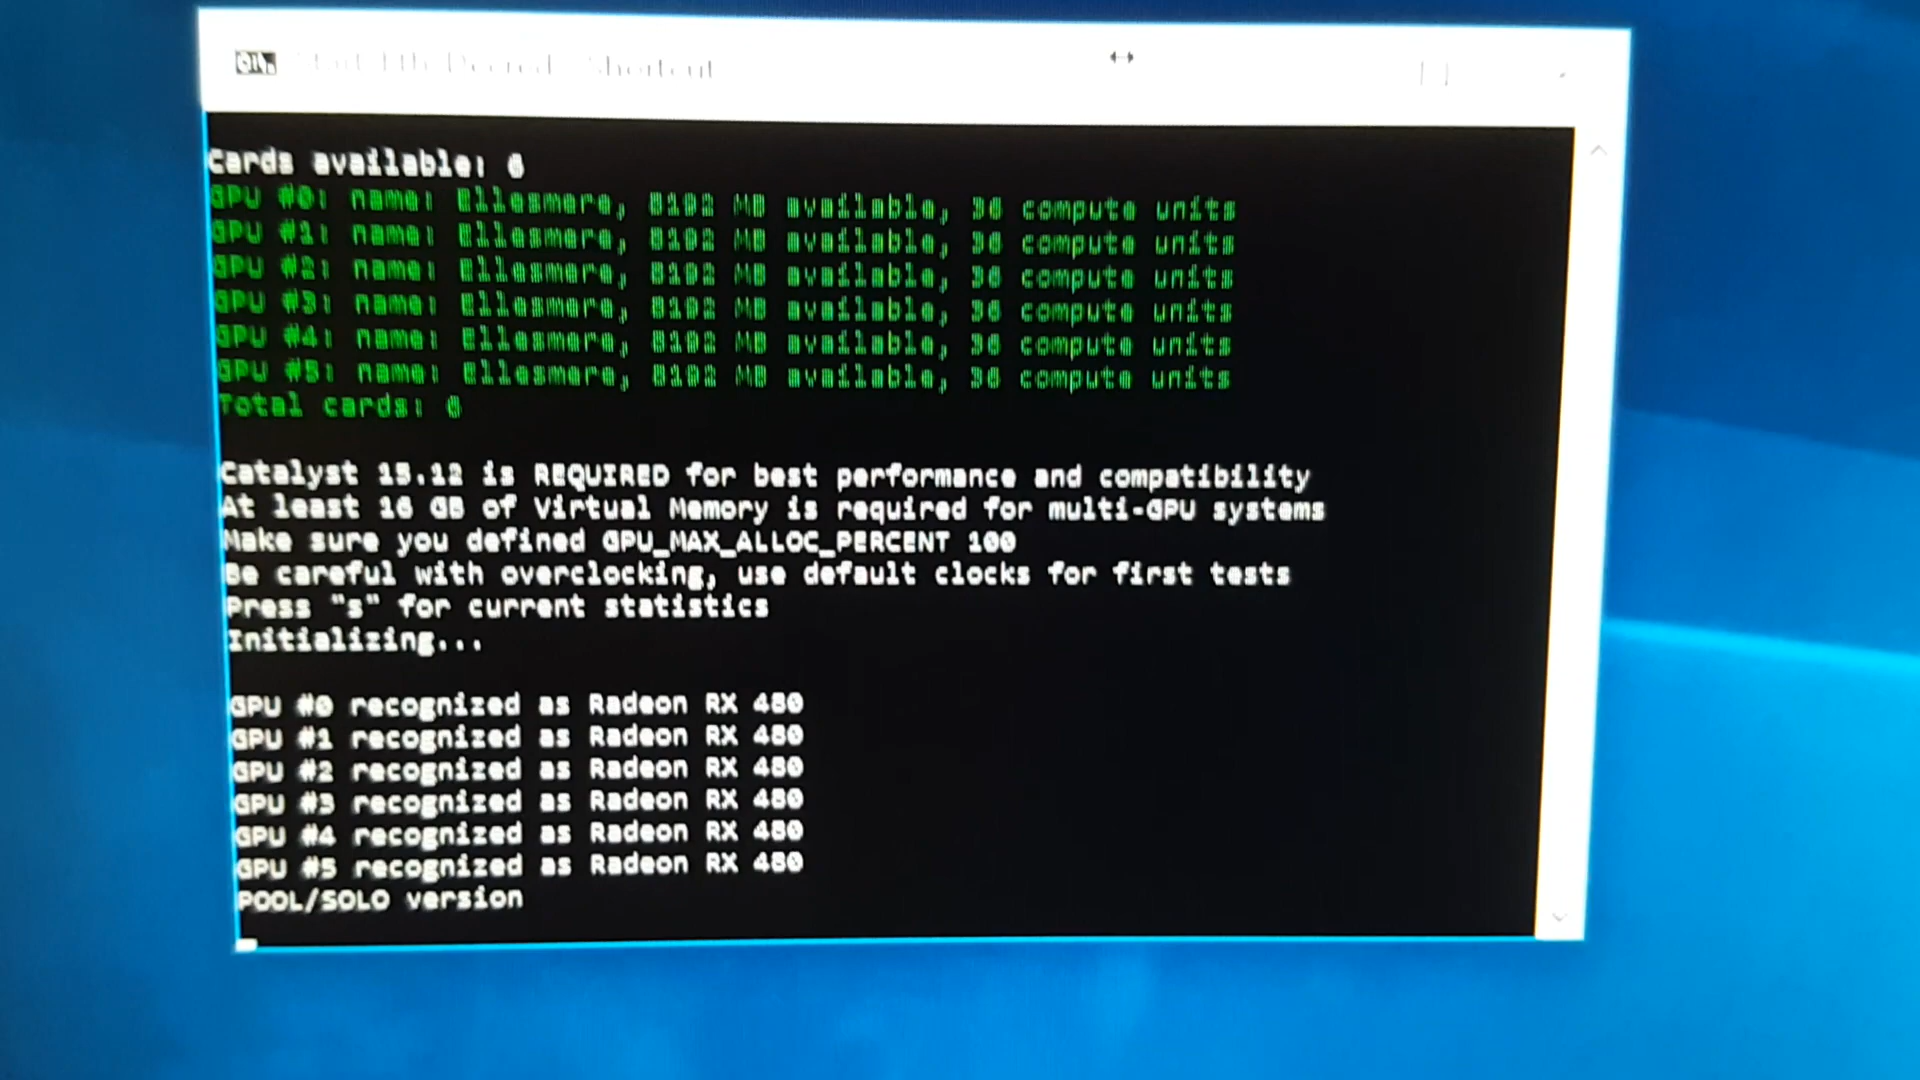 Start Eth Decred - Shortcut
Cards available: 6
GPU #0: name: Ellesmere, 8192 MB available, 36 compute units
GPU #1: name: Ellesmere, 8192 MB available, 36 compute units
GPU #2: name: Ellesmere, 8192 MB available, 36 compute units
GPU #3: name: Ellesmere, 8192 MB available, 36 compute units
GPU #4: name: Ellesmere, 8192 MB available, 36 compute units
GPU #5: name: Ellesmere, 8192 MB available, 36 compute units
Total cards: 6
Catalyst 15.12 is REQUIRED for best performance and compatibility
At least 16 GB of Virtual Memory is required for multi-GPU systems
Make sure you defined GPU_MAX_ALLOC_PERCENT 100
Be careful with overclocking, use default clocks for first tests
Press "s" for current statistics
Initializing...
GPU #0 recognized as Radeon RX 480
GPU #1 recognized as Radeon RX 480
GPU #2 recognized as Radeon RX 480
GPU #3 recognized as Radeon RX 480
GPU #4 recognized as Radeon RX 480
GPU #5 recognized as Radeon RX 480
POOL/SOLO version